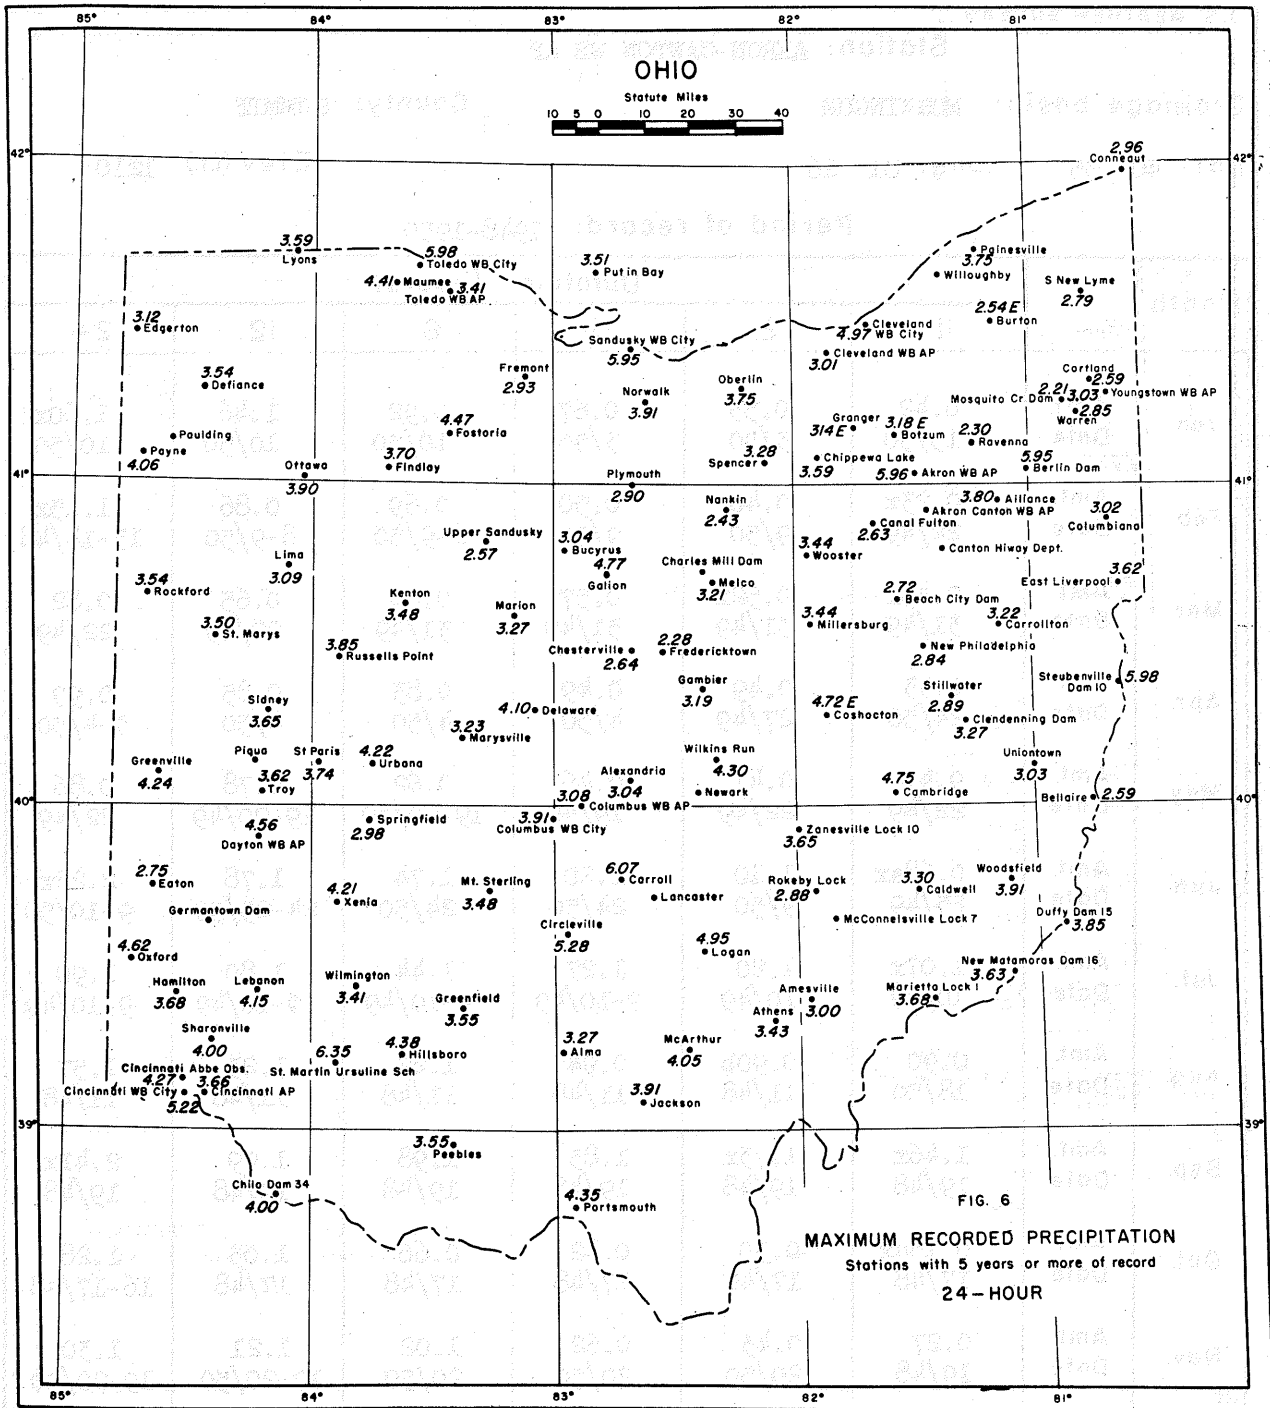 85°
84°
83°
82°
81°
OHIO
Statute Miles
10 5 0 10 20 30 40
42°
42°
2.96
Conneaut
3.59
Lyons
5.98
Toledo WB City
4.41 Maumee
3.41
Toledo WB AP
3.51
Put in Bay
Painesville
3.75
Willoughby
S New Lyme
2.79
3.12
Edgerton
2.54 E
Burton
Cleveland
WB City
4.97
Sandusky WB City
5.95
Cleveland WB AP
3.01
3.54
Defiance
Fremont
2.93
Norwalk
3.91
Oberlin
3.75
Cortland
2.59
2.21
Mosquito Cr. Dam
3.03
Youngstown WB AP
2.85
Warren
Granger
314 E
3.18 E
Botzum
2.30
Ravenna
4.47
Fostoria
Paulding
Payne
4.06
3.70
Findlay
Ottawa
3.90
3.28
Spencer
Chippewa Lake
3.59
5.96 Akron WB AP
5.95
Berlin Dam
41°
41°
Plymouth
2.90
Nankin
2.43
3.80 Alliance
Akron Canton WB AP
Canal Fulton
2.63
3.02
Columbiana
Upper Sandusky
2.57
3.04
Bucyrus
3.44
Wooster
Canton Hiway Dept.
Lima
3.09
4.77
Galion
Charles Mill Dam
Melco
3.21
3.62
East Liverpool
3.54
Rockford
Kenton
3.48
Marion
3.27
2.72
Beach City Dam
3.50
St. Marys
3.44
Millersburg
3.22
Carrollton
3.85
Russells Point
Chesterville
2.64
2.28
Fredericktown
New Philadelphia
2.84
Gambier
3.19
Stillwater
2.89
Steubenville
Dam 10
5.98
Sidney
3.65
4.10 Delaware
4.72 E
Coshocton
Clendenning Dam
3.27
3.23
Marysville
Greenville
4.24
Piqua
3.62
Troy
St Paris
3.74
4.22
Urbana
Wilkins Run
4.30
Newark
Uniontown
3.03
Alexandria
3.04
4.75
Cambridge
40°
40°
3.08
Columbus WB AP
Bellaire 2.59
4.56
Dayton WB AP
Springfield
2.98
3.91
Columbus WB City
Zanesville Lock 10
3.65
2.75
Eaton
4.21
Xenia
Mt. Sterling
3.48
6.07
Carroll
Lancaster
Rokeby Lock
2.88
3.30
Caldwell
Woodsfield
3.91
Germantown Dam
McConnelsville Lock 7
Duffy Dam 15
3.85
Circleville
5.28
4.62
Oxford
4.95
Logan
New Matamoras Dam 16
3.63
Hamilton
3.68
Lebanon
4.15
Wilmington
3.41
Greenfield
3.55
Amesville
3.00
Marietta Lock 1
3.68
Athens
3.43
Sharonville
4.00
6.35
St. Martin Ursuline Sch
4.38
Hillsboro
3.27
Alma
McArthur
4.05
Cincinnati Abbe Obs.
4.27
3.66
Cincinnati WB City
Cincinnati AP
5.22
3.91
Jackson
39°
39°
3.55
Peebles
Chilo Dam 34
4.00
4.35
Portsmouth
FIG. 6
MAXIMUM RECORDED PRECIPITATION
Stations with 5 years or more of record
24-HOUR
85°
84°
83°
82°
81°